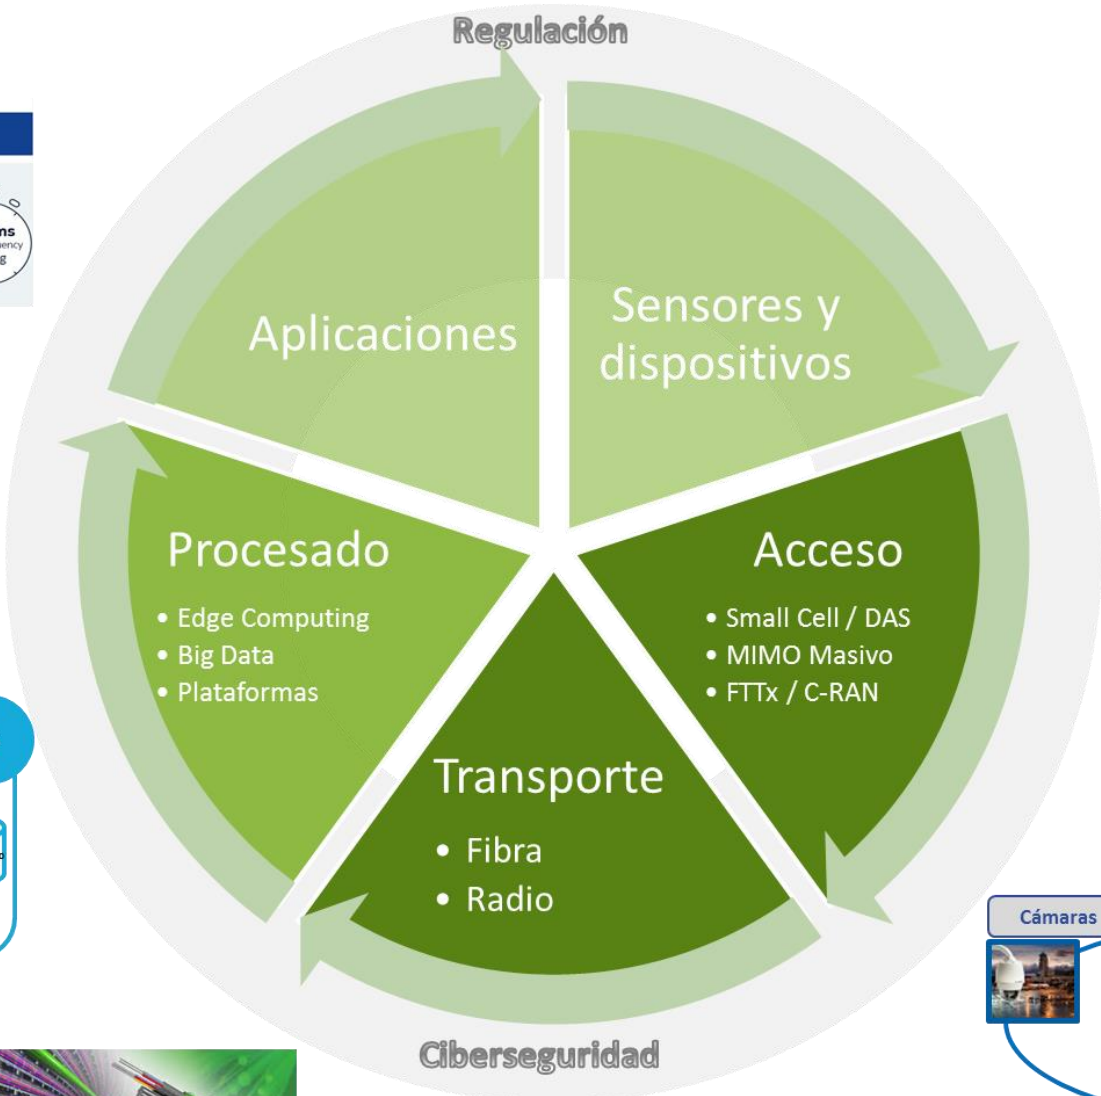 Regulación
Aplicaciones
Sensores y
dispositivos
Procesado
• Edge Computing
• Big Data
• Plataformas
Acceso
• Small Cell / DAS
• MIMO Masivo
• FTTx / C-RAN
Transporte
• Fibra
• Radio
Cámaras
Ciberseguridad